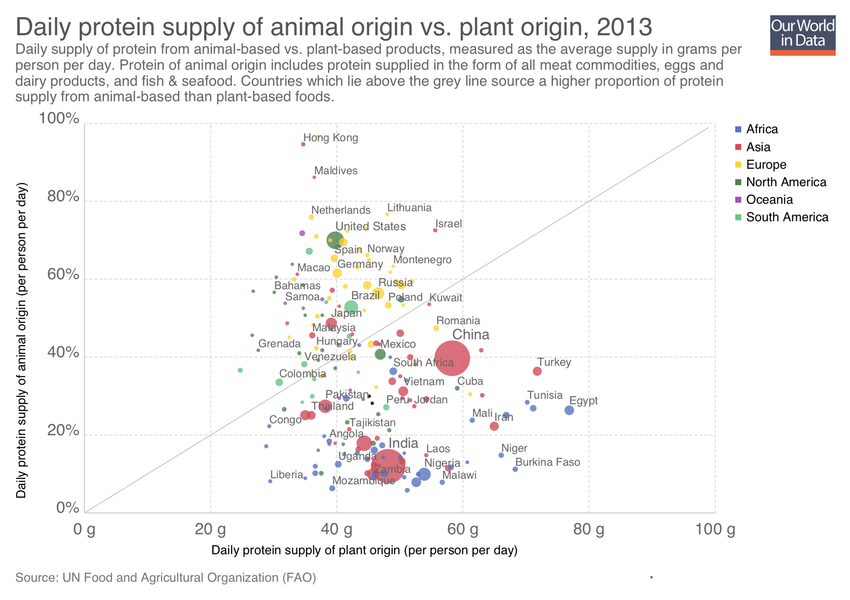 Daily protein supply of animal origin vs. plant origin, 2013
Our World
in Data
Daily supply of protein from animal-based vs. plant-based products, measured as the average supply in grams per
person per day. Protein of animal origin includes protein supplied in the form of all meat commodities, eggs and
dairy products, and fish & seafood. Countries which lie above the grey line source a higher proportion of protein
supply from animal-based than plant-based foods.
100%
Africa
Hong Kong
Asia
Europe
Maldives
North America
80%
Oceania
Netherlands
Lithuania
South America
United States
Israel
Spain
Norway
Macao
Germany
Montenegro
60%
Bahamas
Russia
Samoa
Brazil
Poland
Kuwait
Japan
Malaysia
Romania
China
Grenada
Hungary
Mexico
40%
Venezuela
South Africa
Turkey
Colombia
Vietnam
Cuba
Pakistan
Peru
Jordan
Tunisia
Egypt
Thailand
Congo
Mali
Iran
Tajikistan
20%
Angola
India
Laos
Niger
Uganda
Zambia
Nigeria
Burkina Faso
Liberia
Mozambique
Malawi
0%
0 g
20 g
40 g
60 g
80 g
100 g
Daily protein supply of animal origin (per person per day)
Daily protein supply of plant origin (per person per day)
Source: UN Food and Agricultural Organization (FAO)